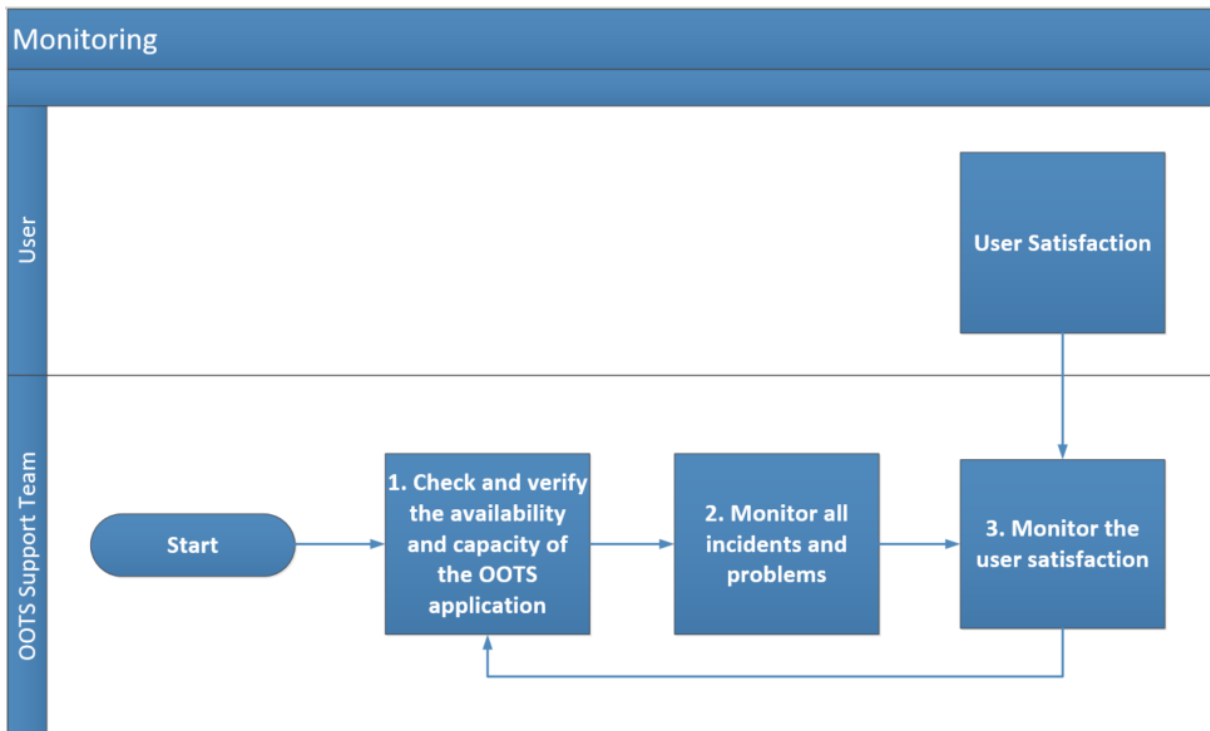 Monitoring
User
User Satisfaction
OOTS Support Team
Start
1. Check and verify
the availability
and capacity of
the OOTS
application
2. Monitor all
incidents and
problems
3. Monitor the
user satisfaction